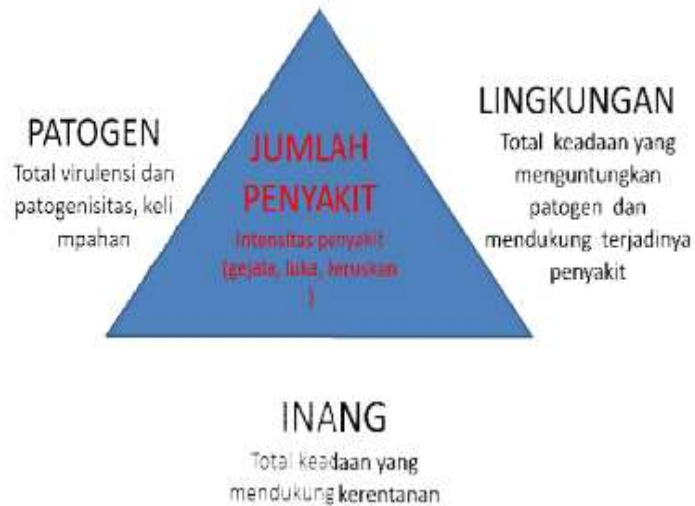 PATOGEN
Total virulensi dan
patogenisitas, keli
mpahan
JUMLAH
PENYAKIT
Intensitas penyakit
(gejala, luka, keruskan
)
LINGKUNGAN
Total keadaan yang
menguntungkan
patogen dan
mendukung terjadinya
penyakit
INANG
Total keadaan yang
mendukung kerentanan